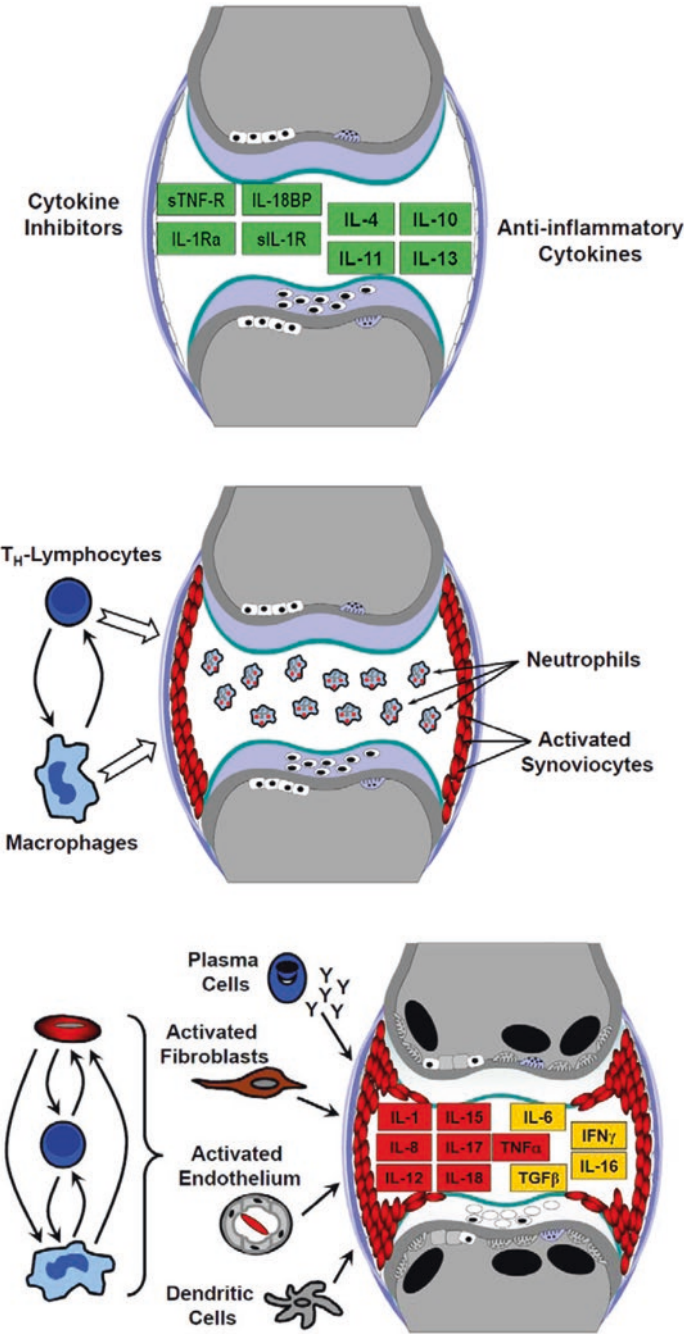 Cytokine
Inhibitors
sTNF-R
IL-18BP
IL-1Ra
sIL-1R
IL-4
IL-10
IL-11
IL-13
Anti-inflammatory
Cytokines
TH-Lymphocytes
Macrophages
Neutrophils
Activated
Synoviocytes
Plasma
Cells
Y
Y Y
Y Y
Activated
Fibroblasts
Activated
Endothelium
Dendritic
Cells
IL-1
IL-15
IL-6
IL-8
IL-17
TNFα
IFNγ
IL-12
IL-18
TGFβ
IL-16